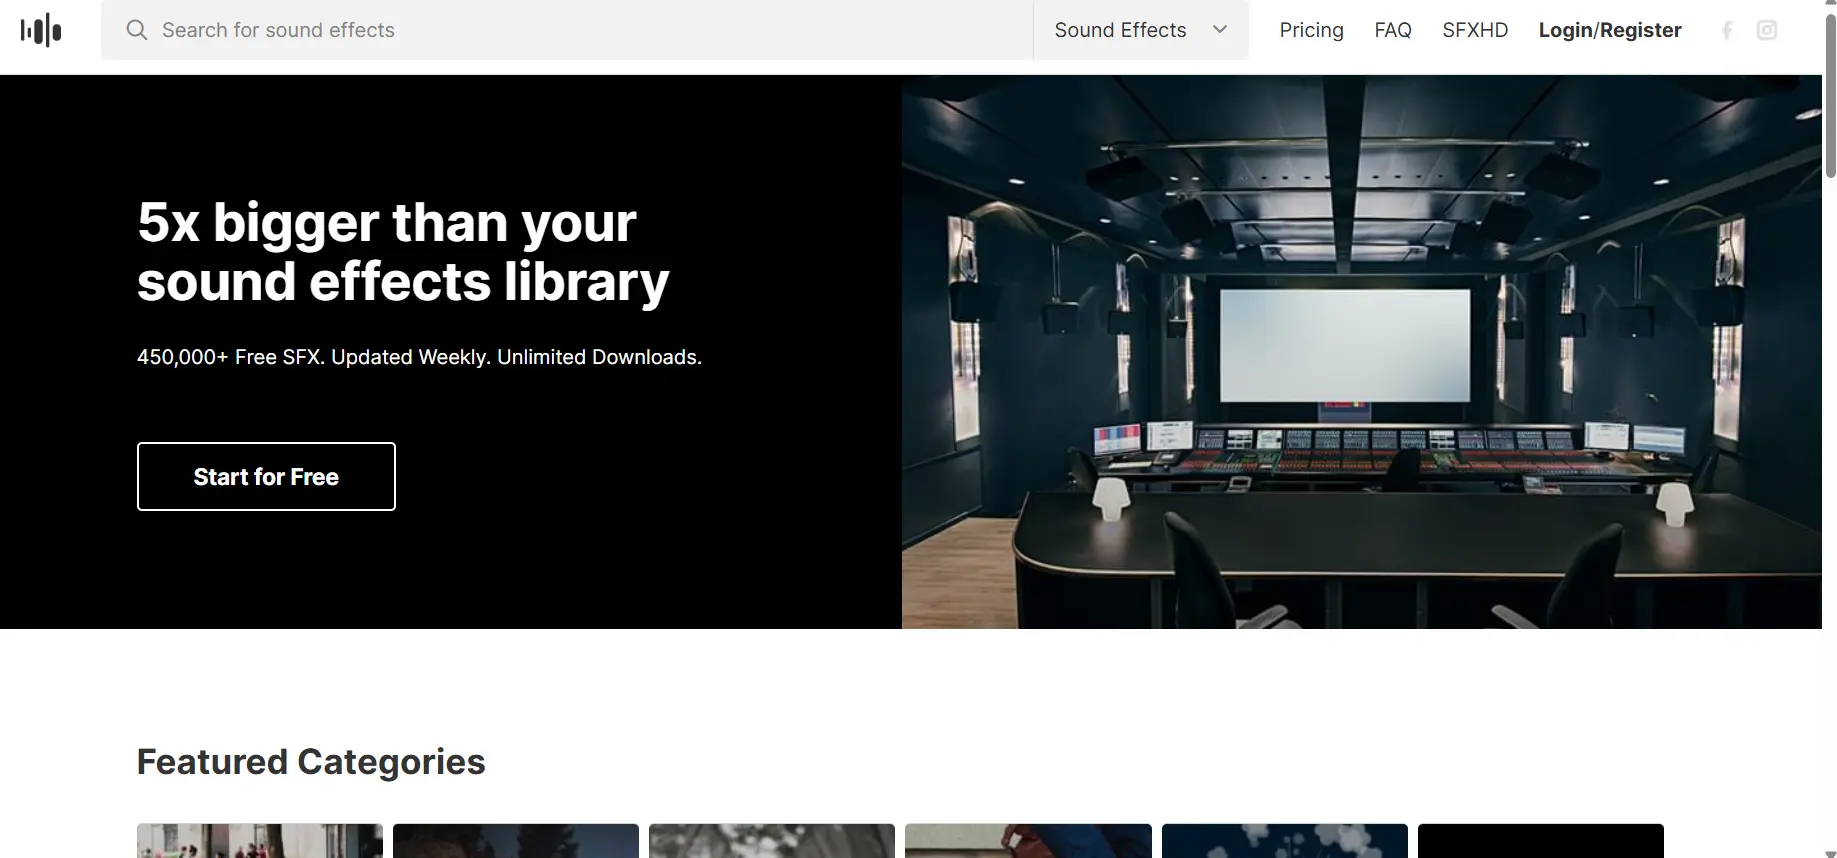 Search for sound effects
Sound Effects
Pricing
FAQ
SFXHD
Login/Register
5x bigger than your
sound effects library
450,000+ Free SFX. Updated Weekly. Unlimited Downloads.
Start for Free
Featured Categories